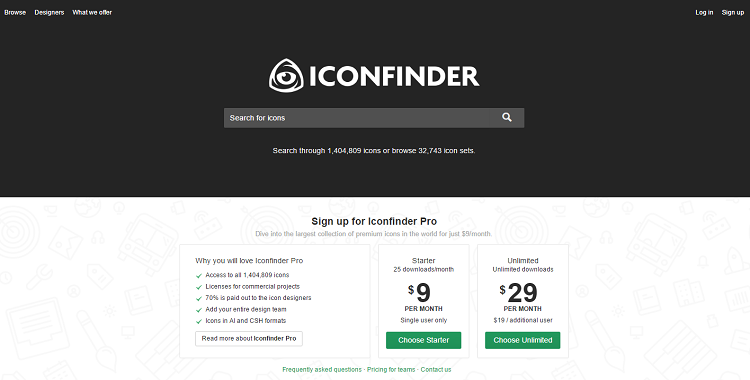 Browse Designers What we offer Log in Sign up
ICONFINDER
Search for icons
Search through 1,404,809 icons or browse 32,743 icon sets.
Sign up for Iconfinder Pro
Dive into the largest collection of premium icons in the world for just $9/month.
Why you will love Iconfinder Pro
Access to all 1,404,809 icons
Licenses for commercial projects
70% is paid out to the icon designers
Add your entire design team
Icons in AI and CSH formats
Read more about Iconfinder Pro
Starter
25 downloads/month
$9
PER MONTH
Single user only
Choose Starter
Unlimited
Unlimited downloads
$29
PER MONTH
$19 / additional user
Choose Unlimited
Frequently asked questions · Pricing for teams · Contact us